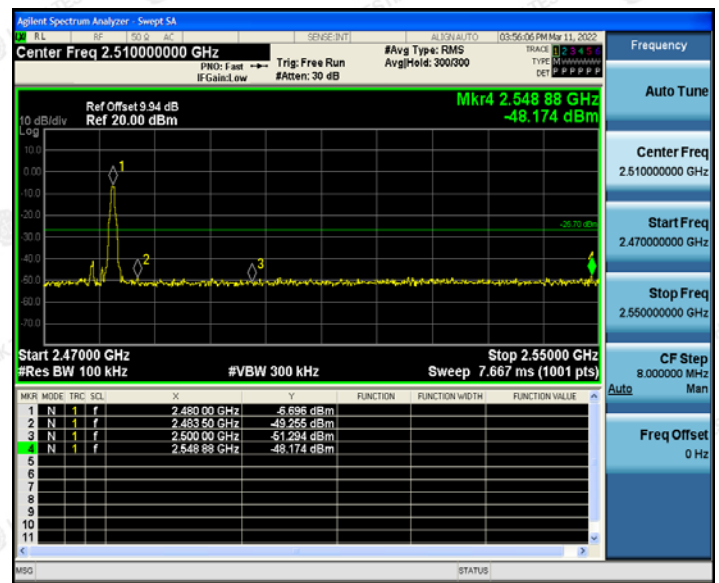 Agilent Spectrum Analyzer - Swept SA
RL RF 50 Ω AC SENSE:INT ALIGN AUTO 03:56:06 PM Mar 11, 2022
Center Freq 2.510000000 GHz
PNO: Fast
IFGain:Low
Trig: Free Run
#Atten: 30 dB
#Avg Type: RMS
Avg|Hold: 300/300
TRACE 1 2 3 4 5 6
TYPE M
DET P P P P P P
Ref Offset 9.94 dB
10 dB/div Ref 20.00 dBm
Log
Mkr4 2.548 88 GHz
-48.174 dBm
10.0
0.00
-10.0
-20.0
-30.0
-40.0
-50.0
-60.0
-70.0
1
2
3
4
-26.70 dBm
Start 2.47000 GHz Stop 2.55000 GHz
#Res BW 100 kHz #VBW 300 kHz Sweep 7.667 ms (1001 pts)
MKR MODE TRC SCL X Y FUNCTION FUNCTION WIDTH FUNCTION VALUE
1 N 1 f 2.480 00 GHz -6.696 dBm
2 N 1 f 2.483 50 GHz -49.255 dBm
3 N 1 f 2.500 00 GHz -51.294 dBm
4 N 1 f 2.548 88 GHz -48.174 dBm
5
6
7
8
9
10
11
MSG STATUS
Frequency
Auto Tune
Center Freq
2.510000000 GHz
Start Freq
2.470000000 GHz
Stop Freq
2.550000000 GHz
CF Step
8.000000 MHz
Auto Man
Freq Offset
0 Hz